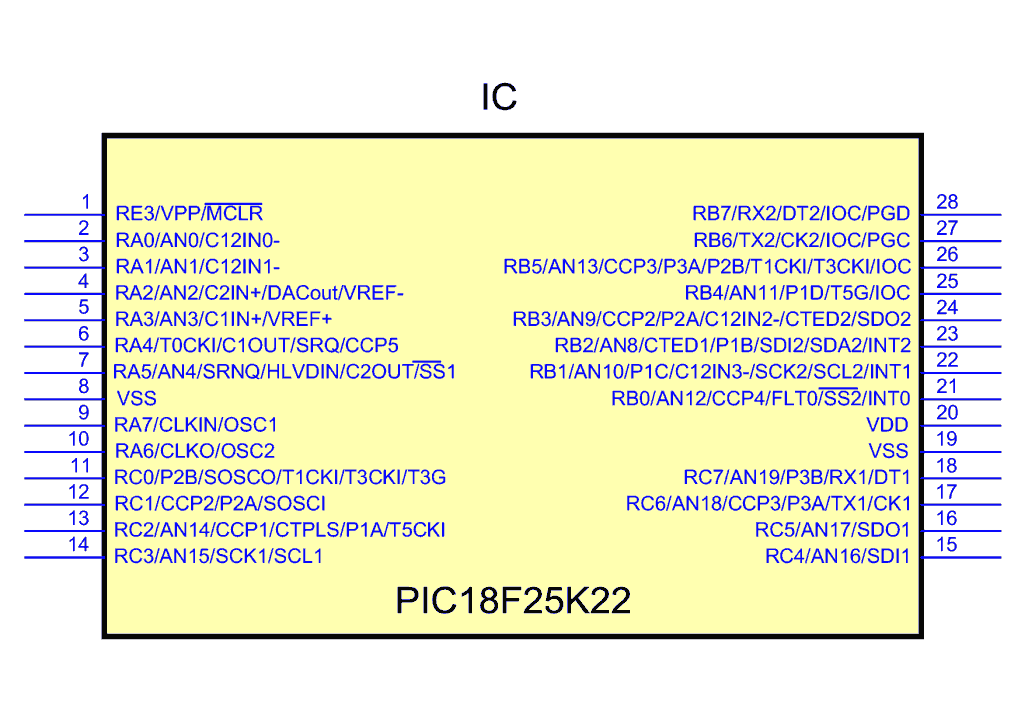 IC
1 RE3/VPP/MCLR RB7/RX2/DT2/IOC/PGD 28
2 RA0/AN0/C12IN0- RB6/TX2/CK2/IOC/PGC 27
3 RA1/AN1/C12IN1- RB5/AN13/CCP3/P3A/P2B/T1CKI/T3CKI/IOC 26
4 RA2/AN2/C2IN+/DACout/VREF- RB4/AN11/P1D/T5G/IOC 25
5 RA3/AN3/C1IN+/VREF+ RB3/AN9/CCP2/P2A/C12IN2-/CTED2/SDO2 24
6 RA4/T0CKI/C1OUT/SRQ/CCP5 RB2/AN8/CTED1/P1B/SDI2/SDA2/INT2 23
7 RA5/AN4/SRNQ/HLVDIN/C2OUT/SS1 RB1/AN10/P1C/C12IN3-/SCK2/SCL2/INT1 22
8 VSS RB0/AN12/CCP4/FLT0/SS2/INT0 21
9 RA7/CLKIN/OSC1 VDD 20
10 RA6/CLKO/OSC2 VSS 19
11 RC0/P2B/SOSCO/T1CKI/T3CKI/T3G RC7/AN19/P3B/RX1/DT1 18
12 RC1/CCP2/P2A/SOSCI RC6/AN18/CCP3/P3A/TX1/CK1 17
13 RC2/AN14/CCP1/CTPLS/P1A/T5CKI RC5/AN17/SDO1 16
14 RC3/AN15/SCK1/SCL1 RC4/AN16/SDI1 15
PIC18F25K22